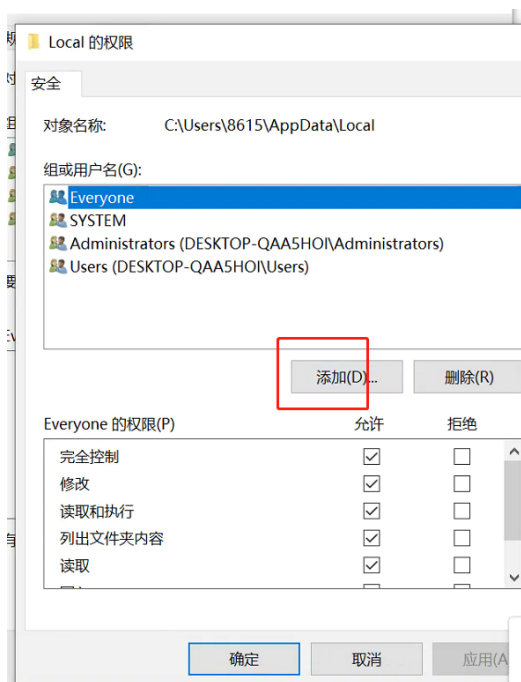 Local 的权限
安全
对象名称: C:\Users\8615\AppData\Local
组或用户名(G):
Everyone
SYSTEM
Administrators (DESKTOP-QAA5HOI\Administrators)
Users (DESKTOP-QAA5HOI\Users)
添加(D)... 删除(R)
Everyone 的权限(P) 允许 拒绝
完全控制
修改
读取和执行
列出文件夹内容
读取
确定 取消 应用(A